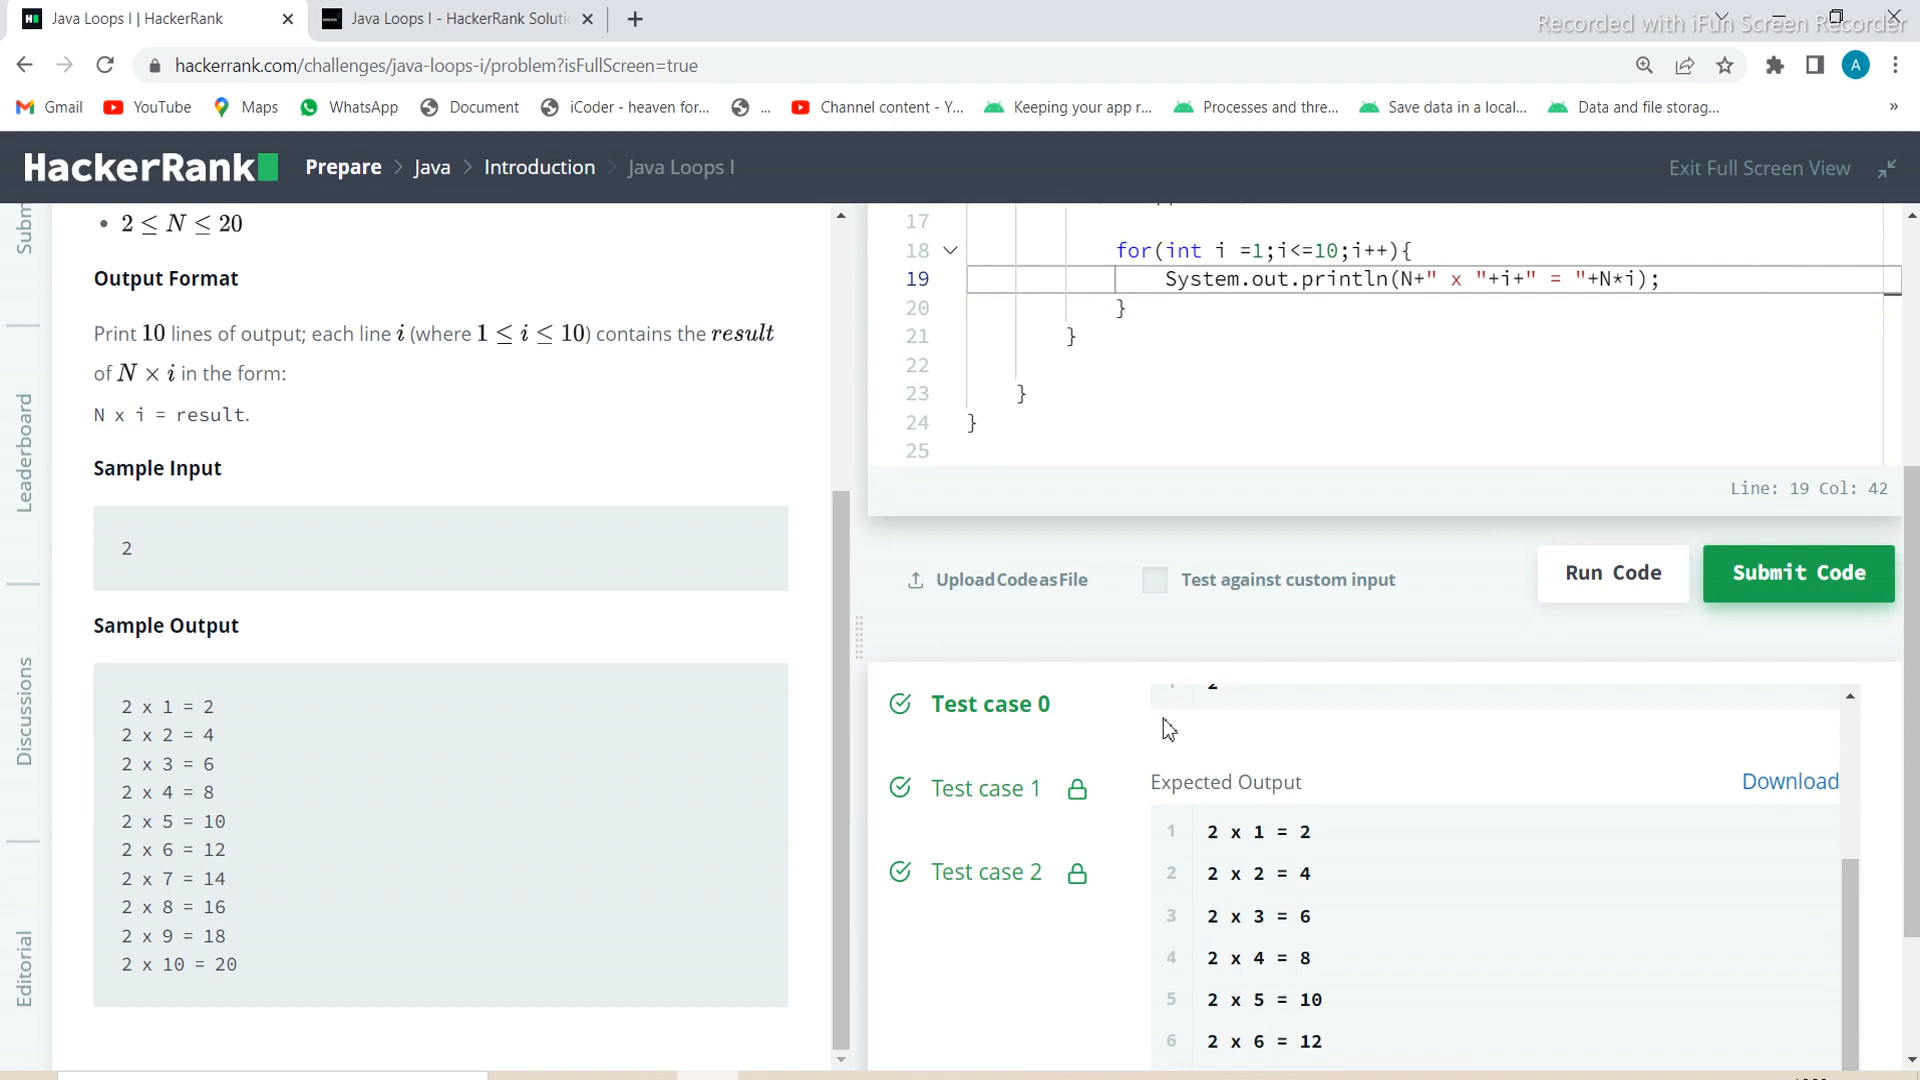 Java Loops I | HackerRank
Java Loops I - HackerRank Soluti
Recorded with iFun Screen Recorder
hackerrank.com/challenges/java-loops-i/problem?isFullScreen=true
A
Gmail
YouTube
Maps
WhatsApp
Document
iCoder - heaven for...
...
Channel content - Y...
Keeping your app r...
Processes and thre...
Save data in a local...
Data and file storag...
»
HackerRank
Prepare > Java > Introduction > Java Loops I
Exit Full Screen View
Subm
Leaderboard
Discussions
Editorial
• 2 ≤ N ≤ 20
Output Format
Print 10 lines of output; each line i (where 1 ≤ i ≤ 10) contains the result
of N × i in the form:
N x i = result.
Sample Input
2
Sample Output
2 x 1 = 2
2 x 2 = 4
2 x 3 = 6
2 x 4 = 8
2 x 5 = 10
2 x 6 = 12
2 x 7 = 14
2 x 8 = 16
2 x 9 = 18
2 x 10 = 20
17
18 for(int i =1;i<=10;i++){
19 System.out.println(N+" x "+i+" = "+N*i);
20 }
21 }
22
23 }
24 }
25
Line: 19 Col: 42
Upload Code as File
Test against custom input
Run Code
Submit Code
Test case 0
Test case 1
Test case 2
2
Expected Output
Download
1 2 x 1 = 2
2 2 x 2 = 4
3 2 x 3 = 6
4 2 x 4 = 8
5 2 x 5 = 10
6 2 x 6 = 12